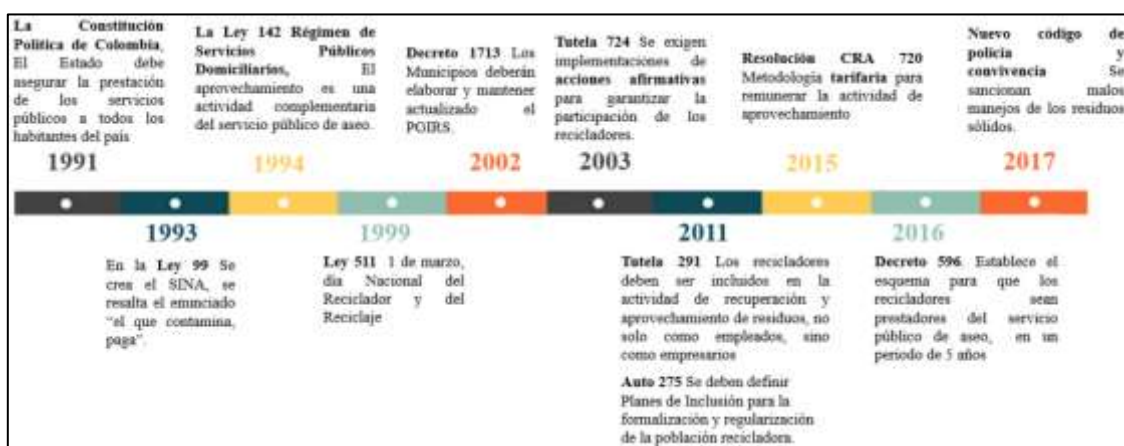 La Constitución
Política de Colombia,
El Estado debe
asegurar la prestación
de los servicios
públicos a todos los
habitantes del país
1991
La Ley 142 Régimen de
Servicios Públicos
Domiciliarios, El
aprovechamiento es una
actividad complementaria
del servicio público de aseo.
1994
Decreto 1713 Los
Municipios deberán
elaborar y mantener
actualizado el
PGIRS.
2002
Tutela 724 Se exigen
implementaciones de
acciones afirmativas
para garantizar la
participación de los
recicladores.
2003
Resolución CRA 720
Metodología tarifaria para
remunerar la actividad de
aprovechamiento
2015
Nuevo código de
policía y
convivencia Se
sancionan malos
manejos de los residuos
sólidos.
2017
1993
En la Ley 99 Se
crea el SINA, se
resalta el enunciado
“el que contamina,
paga”.
1999
Ley 511 1 de marzo,
día Nacional del
Reciclador y del
Reciclaje
2011
Tutela 291 Los recicladores
deben ser incluidos en la
actividad de recuperación y
aprovechamiento de residuos, no
solo como empleados, sino
como empresarios
Auto 275 Se deben definir
Planes de Inclusión para la
formalización y regularización
de la población recicladora.
2016
Decreto 596. Establece el
esquema para que los
recicladores sean
prestadores del servicio
público de aseo, en un
periodo de 5 años